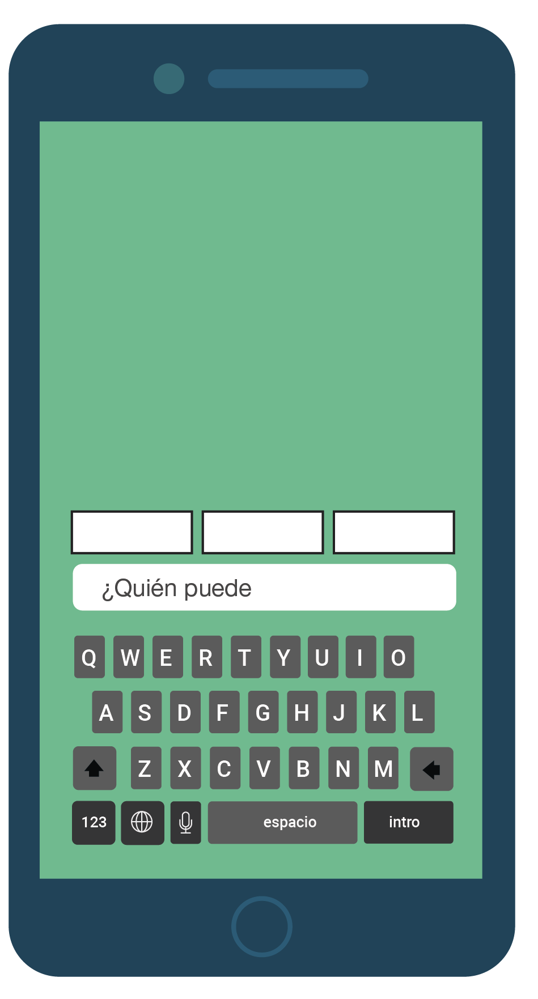 ¿Quién puede
Q W E R T Y U I O
A S D F G H J K L
Z X C V B N M
123 espacio intro